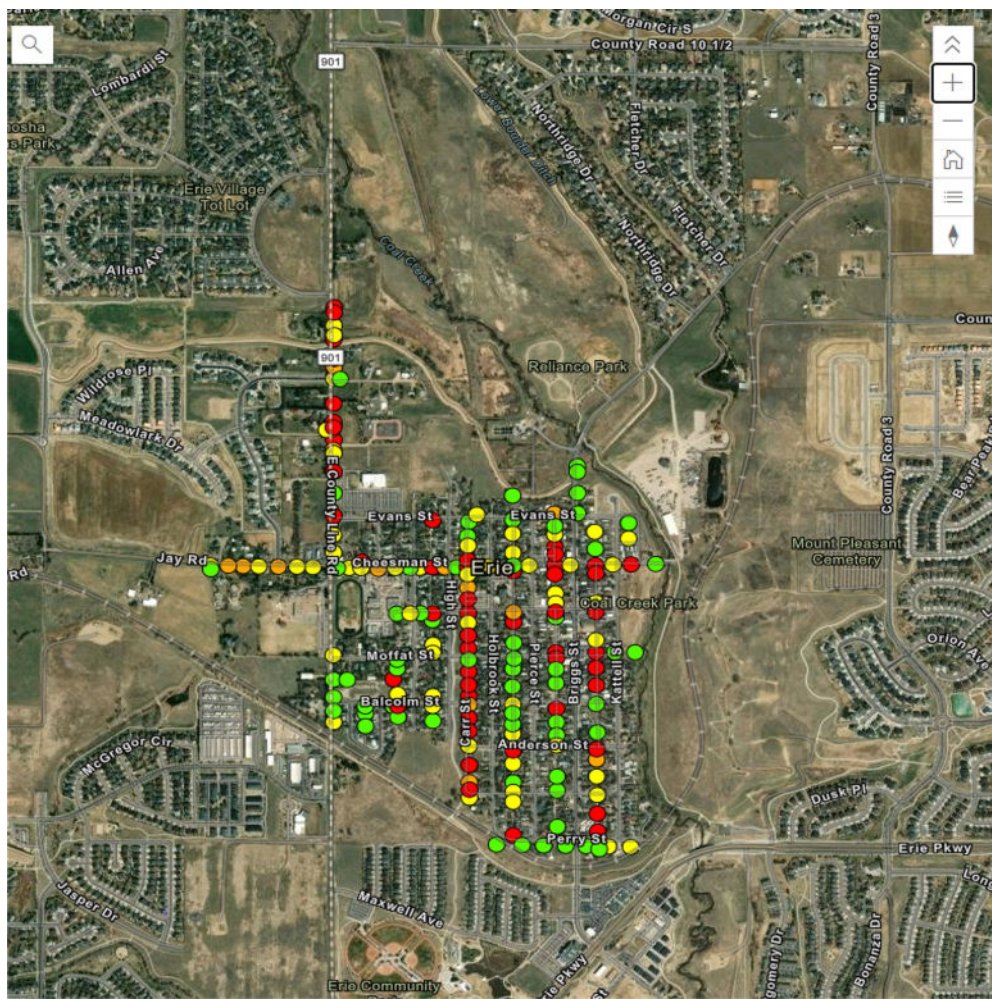 Morgan Cir S
County Road 10 1/2
901
Lombardi St
County Road 3
Northridge Dr
Fletcher Dr
Erie Village
Tot Lot
Coal Creek
Fletcher Dr
Northridge Dr
Allen Ave
Coun
901
Reliance Park
Wildrose Pl
Meadowlark Dr
County Road 3
E County Line Rd
Evans St
Evans St
Mount Pleasant
Cemetery
Jay Rd
Rd
Cheesman St
Erie
High St
Coal Creek Park
Holbrook St
Pierce St
Briggs St
Kattell St
Moffat St
Orion Ave
Balcolm St
Carr St
McGregor Cir
Anderson St
Dusk Pl
Perry St
Erie Pkwy
Long
Jasper Dr
Maxwell Ave
Bonanza Dr
Erie Community
St